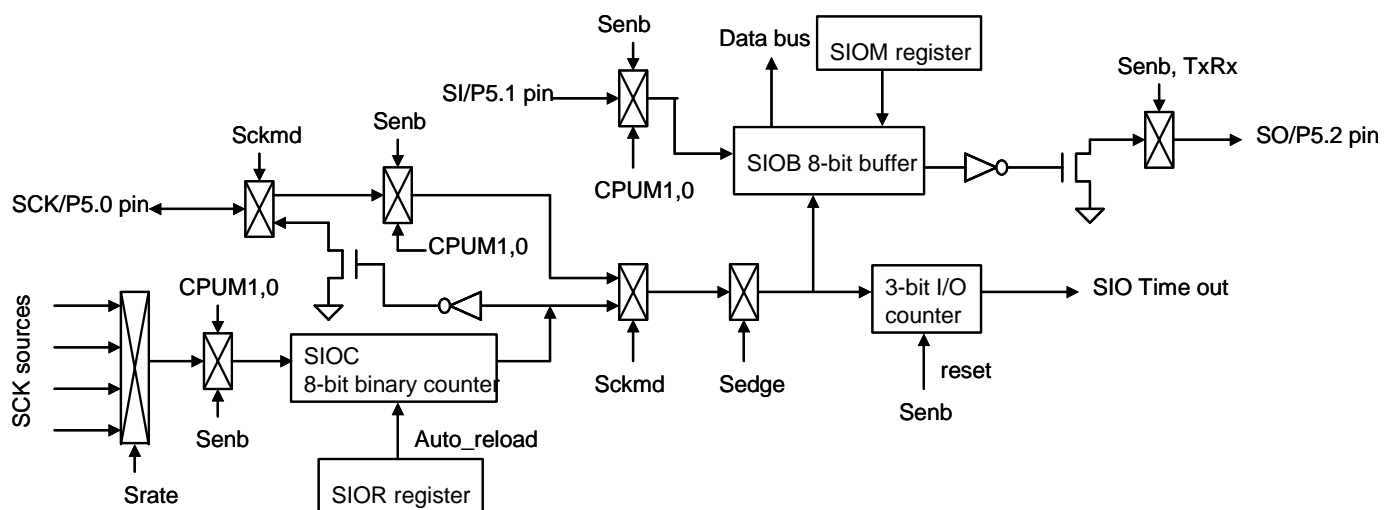 Senb
Data bus
SIOM register
Senb, TxRx
SI/P5.1 pin
Senb
Sckmd
SIOB 8-bit buffer
SO/P5.2 pin
CPUM1,0
SCK/P5.0 pin
CPUM1,0
CPUM1,0
SCK sources
SIOC
8-bit binary counter
3-bit I/O
counter
SIO Time out
Sckmd
Sedge
reset
Senb
Senb
Auto_reload
Srate
SIOR register